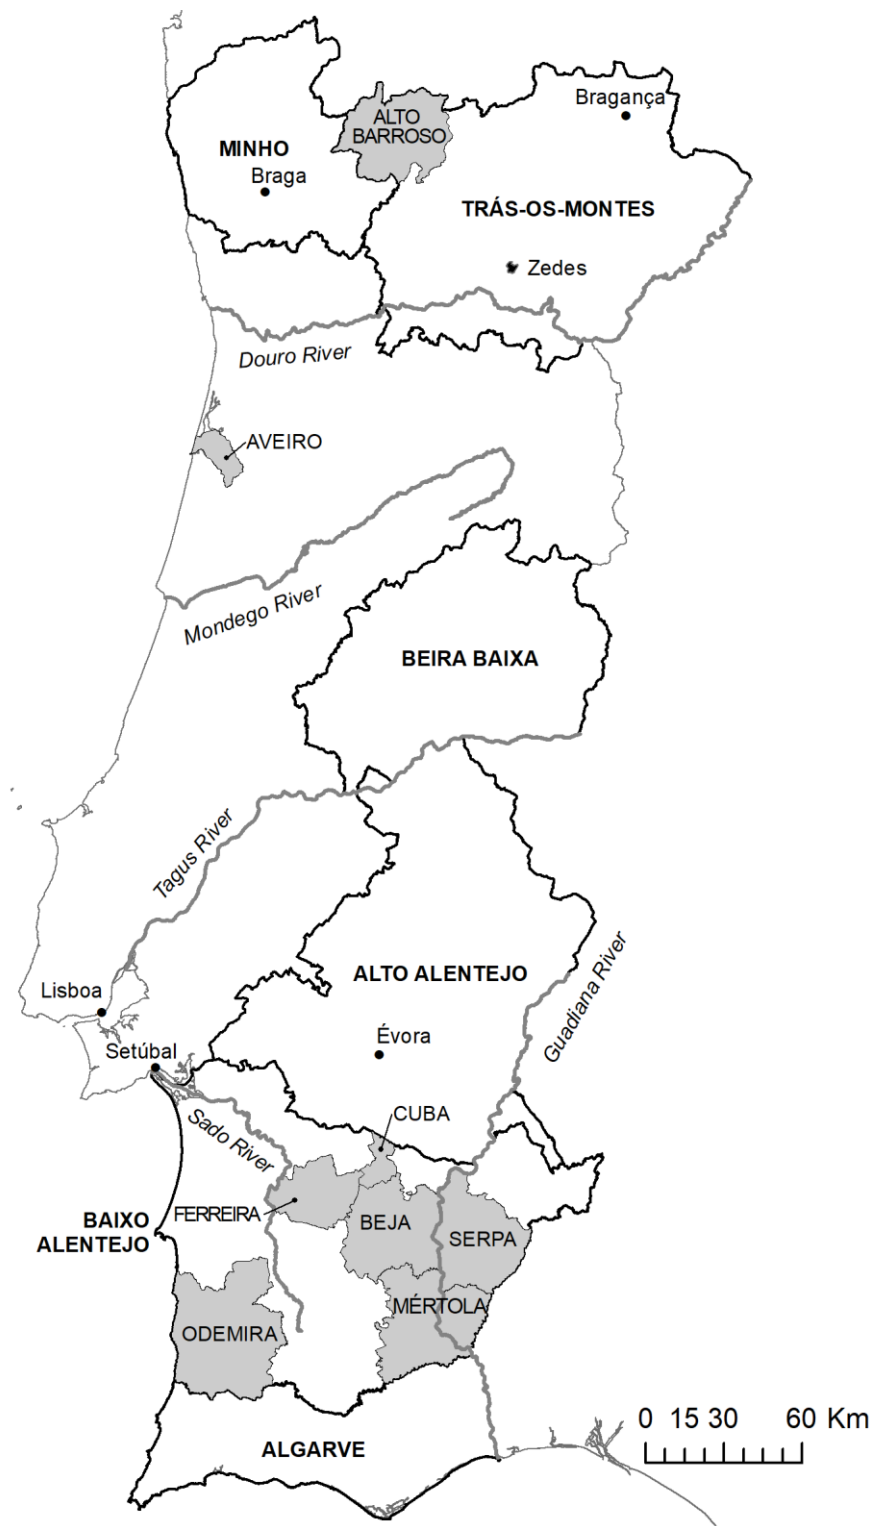 Bragança
ALTO
BARROSO
MINHO
Braga
TRÁS-OS-MONTES
Zedes
Douro River
AVEIRO
Mondego River
BEIRA BAIXA
Tagus River
ALTO ALENTEJO
Guadiana River
Lisboa
Évora
Setúbal
CUBA
Sado River
FERREIRA
BEJA
BAIXO
ALENTEJO
SERPA
MÉRTOLA
ODEMIRA
0 15 30 60 Km
ALGARVE